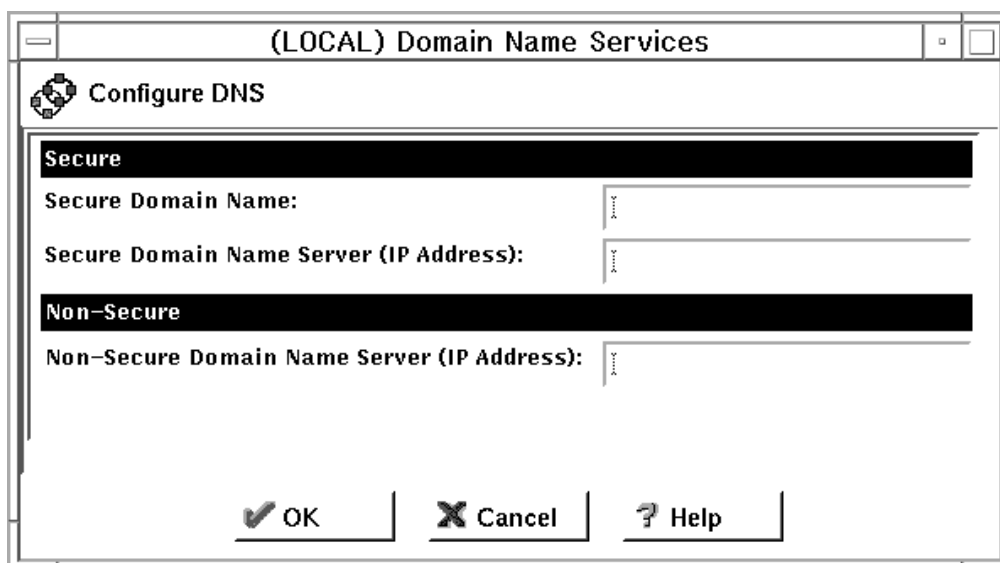 (LOCAL) Domain Name Services
Configure DNS
Secure
Secure Domain Name:
Secure Domain Name Server (IP Address):
Non-Secure
Non-Secure Domain Name Server (IP Address):
OK Cancel Help